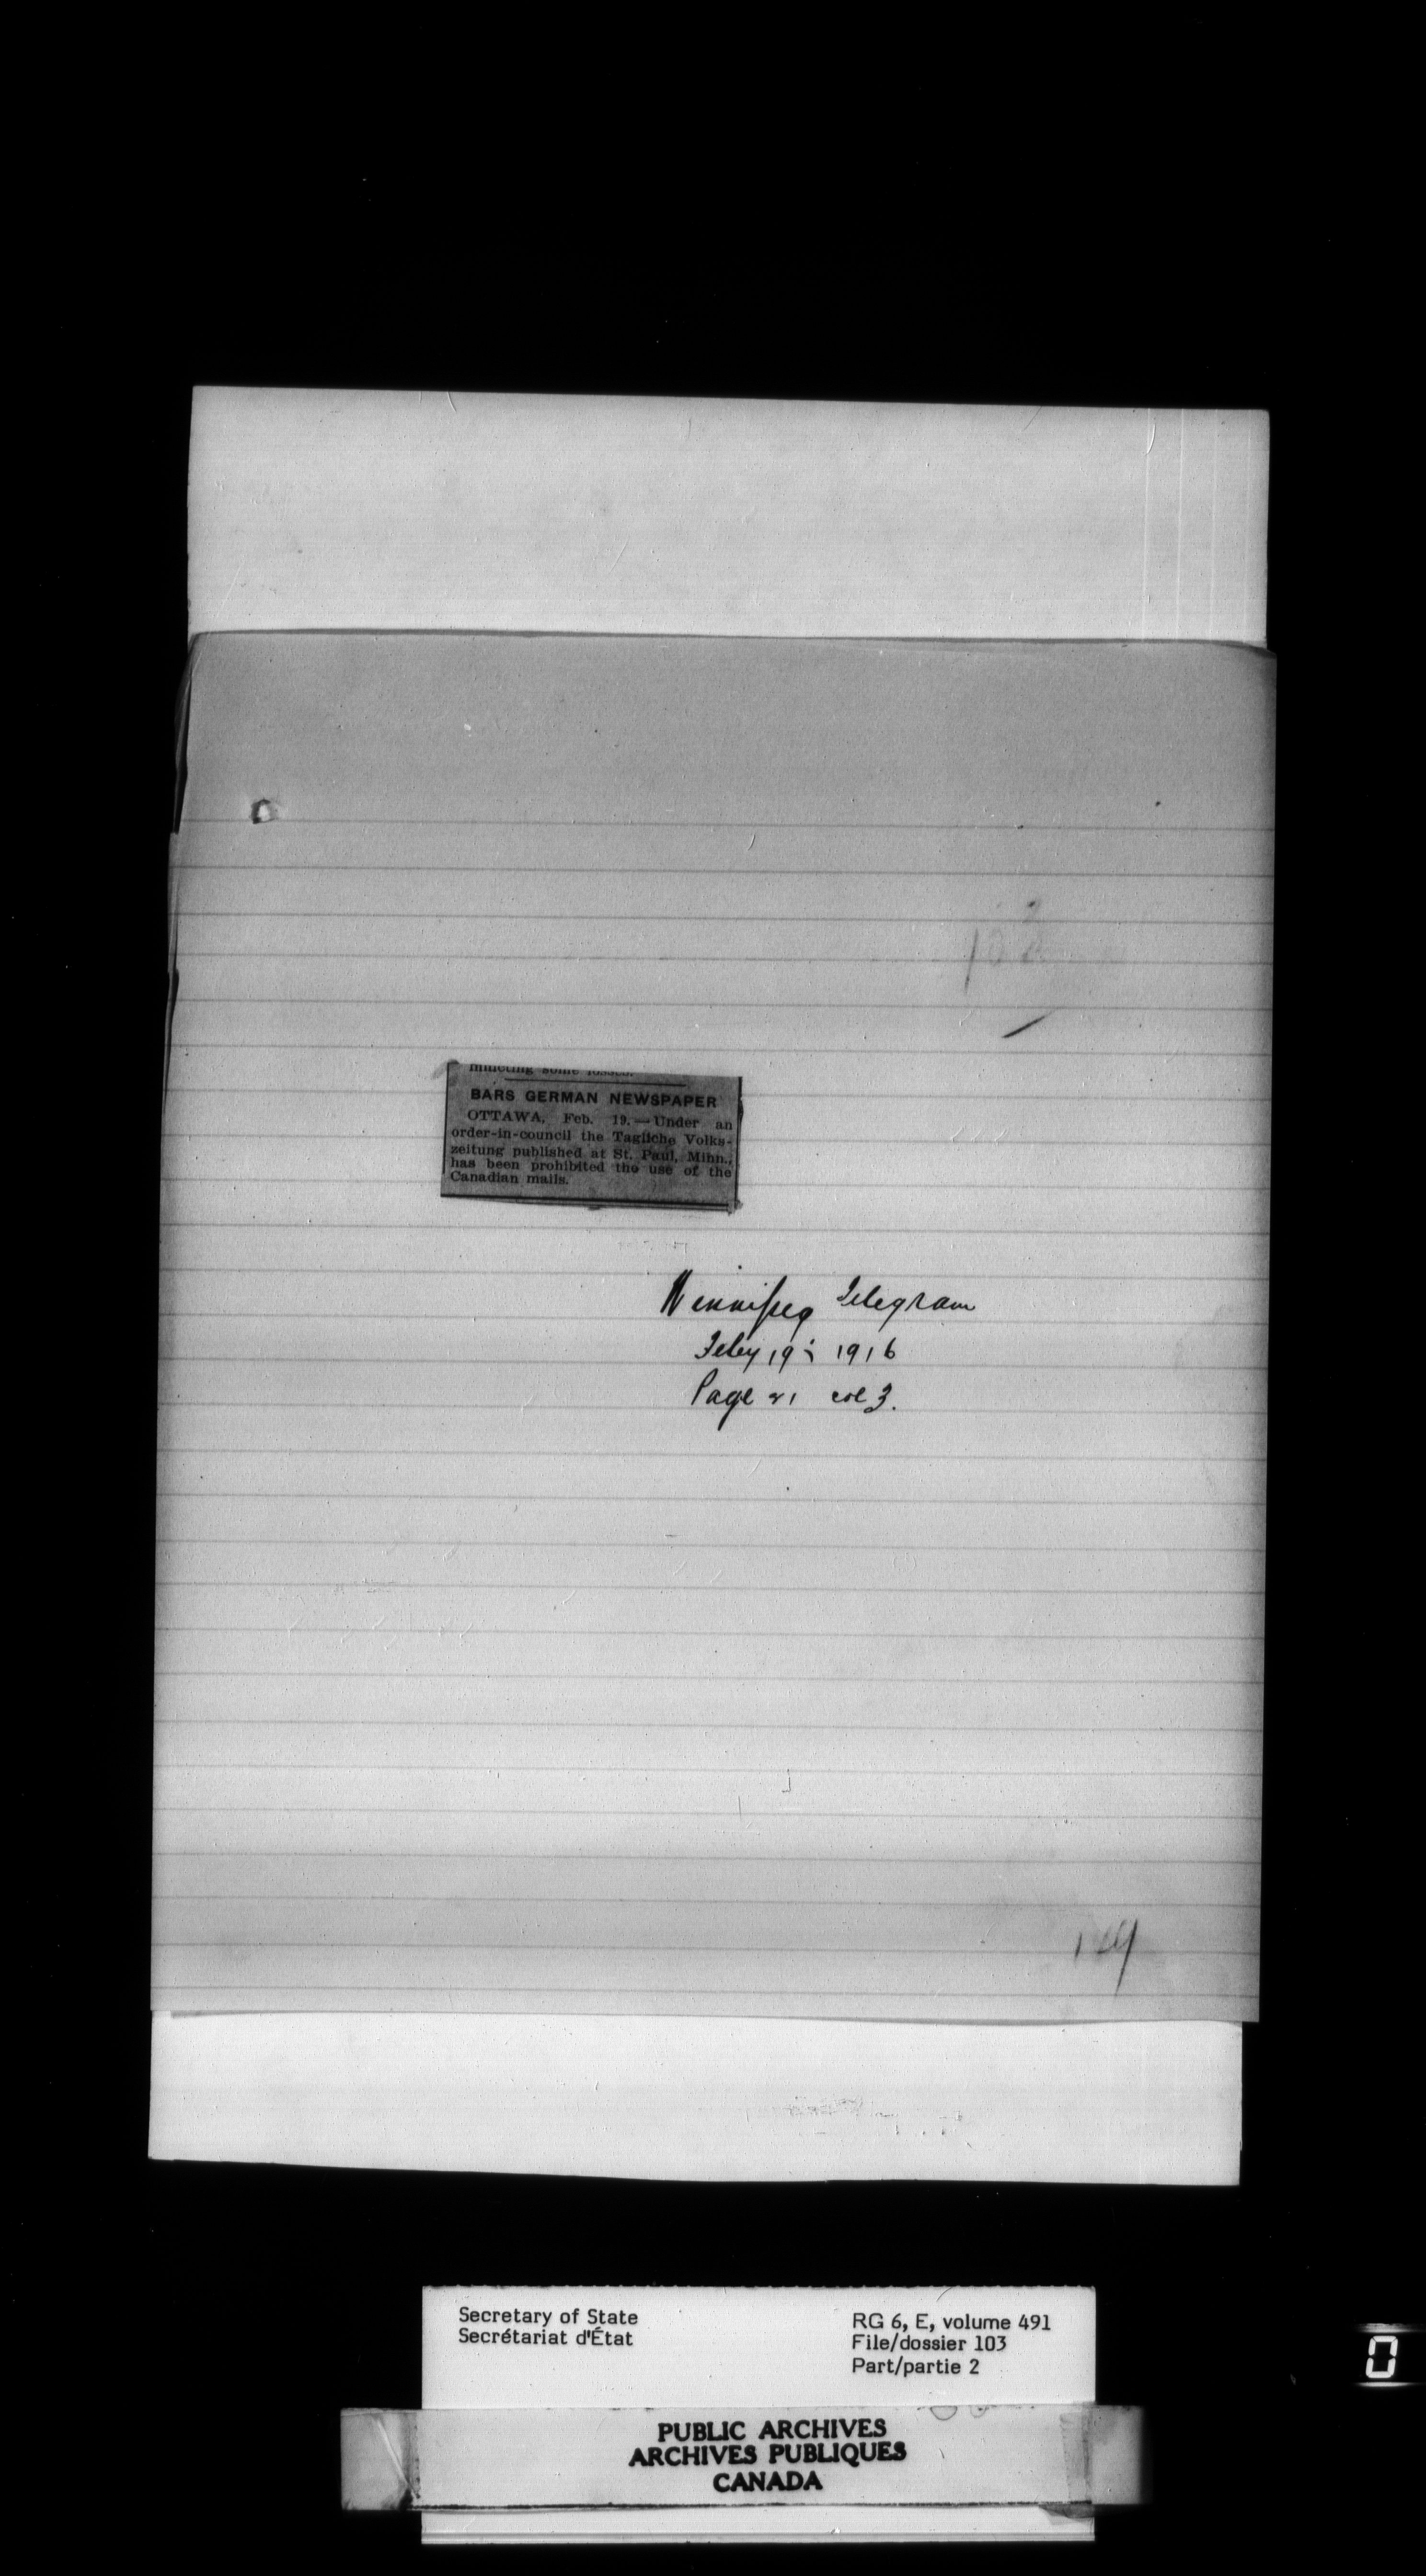 some losses.
BARS GERMAN NEWSPAPER
OTTAWA, Feb. 19.—Under an
order-in-council the Tagliche Volks-
zeitung published at St. Paul, Minn.,
has been prohibited the use of the
Canadian mails.
Winnipeg Telegram
Feby 19 1916
Page 21 col 3.
Secretary of State
Secrétariat d'État
RG 6, E, volume 491
File/dossier 103
Part/partie 2
PUBLIC ARCHIVES
ARCHIVES PUBLIQUES
CANADA
0